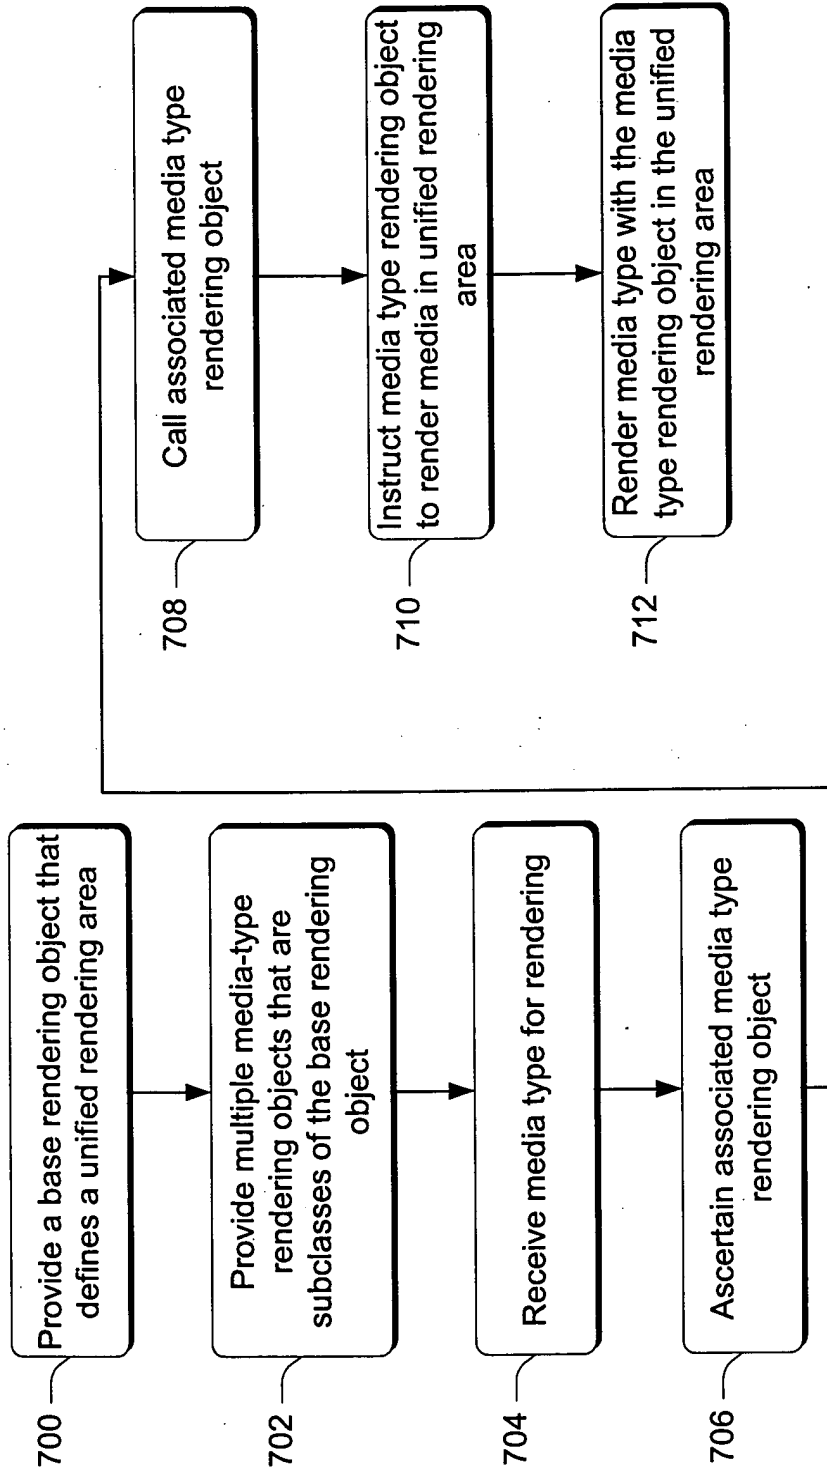 700
Provide a base rendering object that
defines a unified rendering area
702
Provide multiple media-type
rendering objects that are
subclasses of the base rendering
object
704
Receive media type for rendering
706
Ascertain associated media type
rendering object
708
Call associated media type
rendering object
710
Instruct media type rendering object
to render media in unified rendering
area
712
Render media type with the media
type rendering object in the unified
rendering area